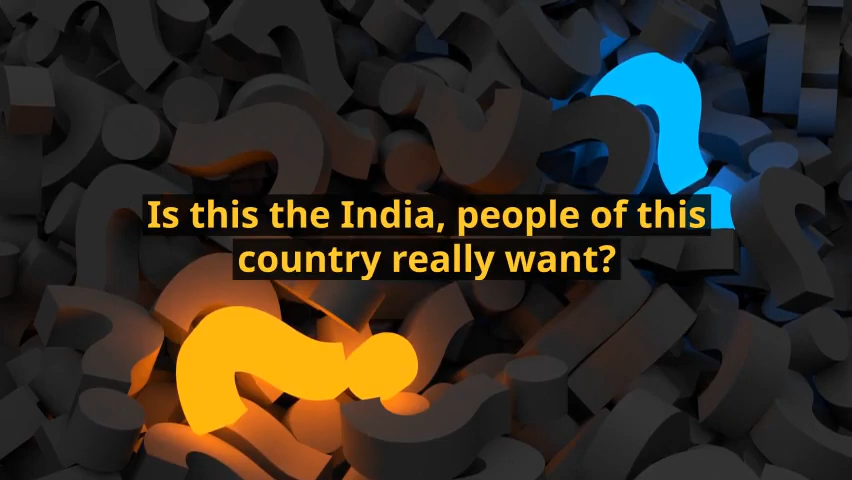 Is this the India, people of this
country really want?